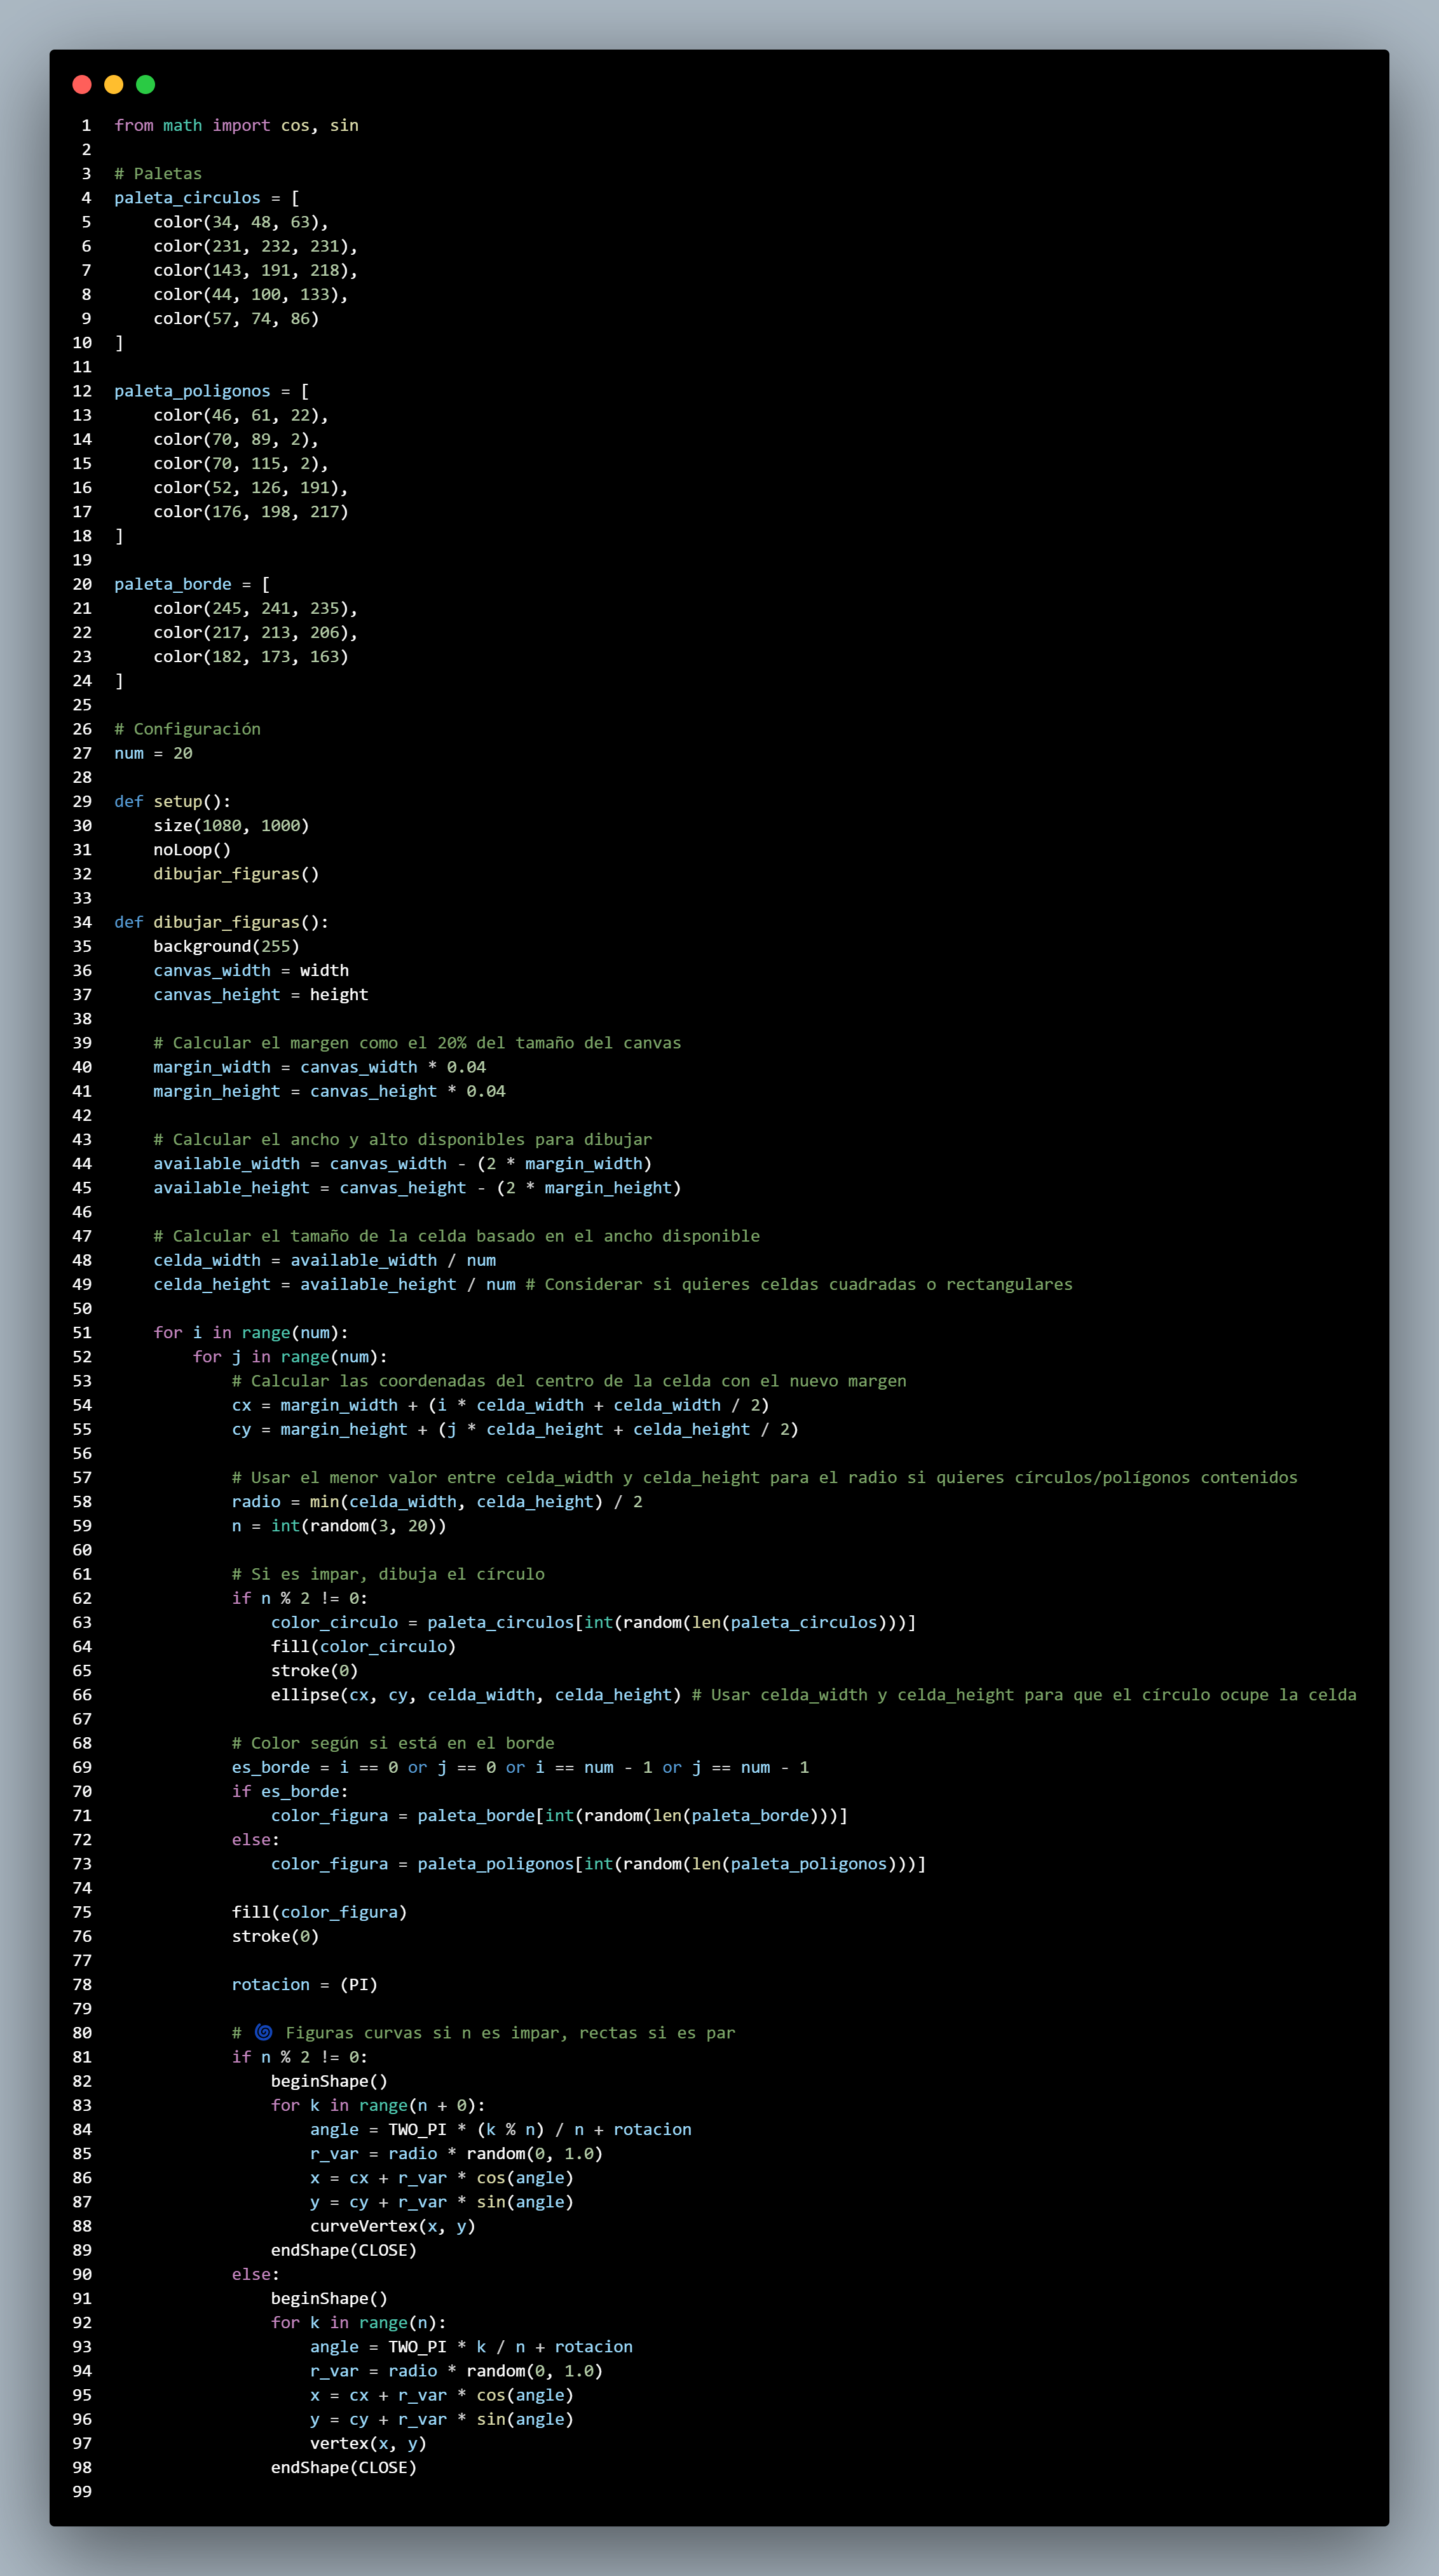 1 from math import cos, sin
2
3 # Paletas
4 paleta_circulos = [
5     color(34, 48, 63),
6     color(231, 232, 231),
7     color(143, 191, 218),
8     color(44, 100, 133),
9     color(57, 74, 86)
10 ]
11
12 paleta_poligonos = [
13     color(46, 61, 22),
14     color(70, 89, 2),
15     color(70, 115, 2),
16     color(52, 126, 191),
17     color(176, 198, 217)
18 ]
19
20 paleta_borde = [
21     color(245, 241, 235),
22     color(217, 213, 206),
23     color(182, 173, 163)
24 ]
25
26 # Configuración
27 num = 20
28
29 def setup():
30     size(1080, 1000)
31     noLoop()
32     dibujar_figuras()
33
34 def dibujar_figuras():
35     background(255)
36     canvas_width = width
37     canvas_height = height
38
39     # Calcular el margen como el 20% del tamaño del canvas
40     margin_width = canvas_width * 0.04
41     margin_height = canvas_height * 0.04
42
43     # Calcular el ancho y alto disponibles para dibujar
44     available_width = canvas_width - (2 * margin_width)
45     available_height = canvas_height - (2 * margin_height)
46
47     # Calcular el tamaño de la celda basado en el ancho disponible
48     celda_width = available_width / num
49     celda_height = available_height / num # Considerar si quieres celdas cuadradas o rectangulares
50
51     for i in range(num):
52         for j in range(num):
53             # Calcular las coordenadas del centro de la celda con el nuevo margen
54             cx = margin_width + (i * celda_width + celda_width / 2)
55             cy = margin_height + (j * celda_height + celda_height / 2)
56
57             # Usar el menor valor entre celda_width y celda_height para el radio si quieres círculos/polígonos contenidos
58             radio = min(celda_width, celda_height) / 2
59             n = int(random(3, 20))
60
61             # Si es impar, dibuja el círculo
62             if n % 2 != 0:
63                 color_circulo = paleta_circulos[int(random(len(paleta_circulos)))]
64                 fill(color_circulo)
65                 stroke(0)
66                 ellipse(cx, cy, celda_width, celda_height) # Usar celda_width y celda_height para que el círculo ocupe la celda
67
68             # Color según si está en el borde
69             es_borde = i == 0 or j == 0 or i == num - 1 or j == num - 1
70             if es_borde:
71                 color_figura = paleta_borde[int(random(len(paleta_borde)))]
72             else:
73                 color_figura = paleta_poligonos[int(random(len(paleta_poligonos)))]
74
75             fill(color_figura)
76             stroke(0)
77
78             rotacion = (PI)
79
80             # 🌀 Figuras curvas si n es impar, rectas si es par
81             if n % 2 != 0:
82                 beginShape()
83                 for k in range(n + 0):
84                     angle = TWO_PI * (k % n) / n + rotacion
85                     r_var = radio * random(0, 1.0)
86                     x = cx + r_var * cos(angle)
87                     y = cy + r_var * sin(angle)
88                     curveVertex(x, y)
89                 endShape(CLOSE)
90             else:
91                 beginShape()
92                 for k in range(n):
93                     angle = TWO_PI * k / n + rotacion
94                     r_var = radio * random(0, 1.0)
95                     x = cx + r_var * cos(angle)
96                     y = cy + r_var * sin(angle)
97                     vertex(x, y)
98                 endShape(CLOSE)
99